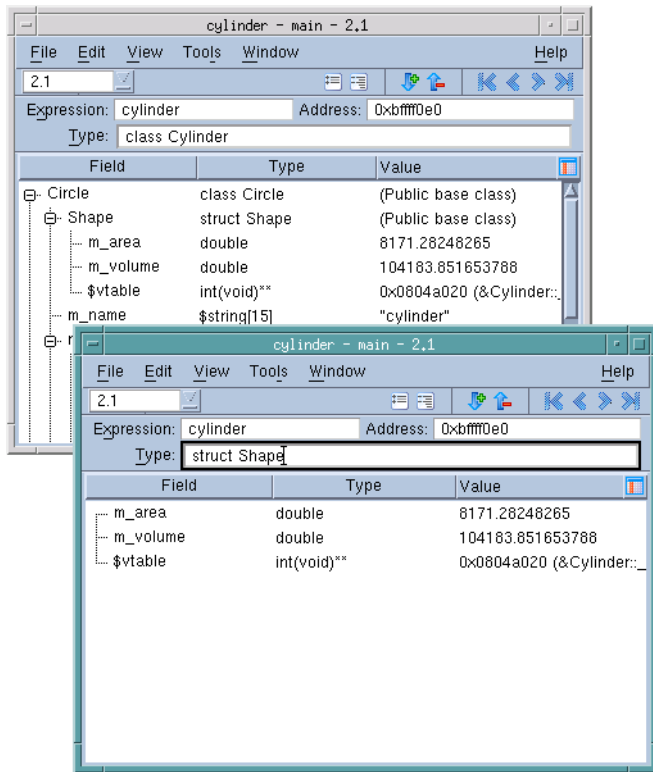 cylinder - main - 2.1
File Edit View Tools Window Help
2.1
Expression: cylinder Address: 0xbffff0e0
Type: class Cylinder
Field Type Value
Circle class Circle (Public base class)
Shape struct Shape (Public base class)
m_area double 8171.28248265
m_volume double 104183.851653788
$vtable int(void)** 0x0804a020 (&Cylinder::_
m_name $string[15] "cylinder"
cylinder - main - 2.1
File Edit View Tools Window Help
2.1
Expression: cylinder Address: 0xbffff0e0
Type: struct Shape
Field Type Value
m_area double 8171.28248265
m_volume double 104183.851653788
$vtable int(void)** 0x0804a020 (&Cylinder::_